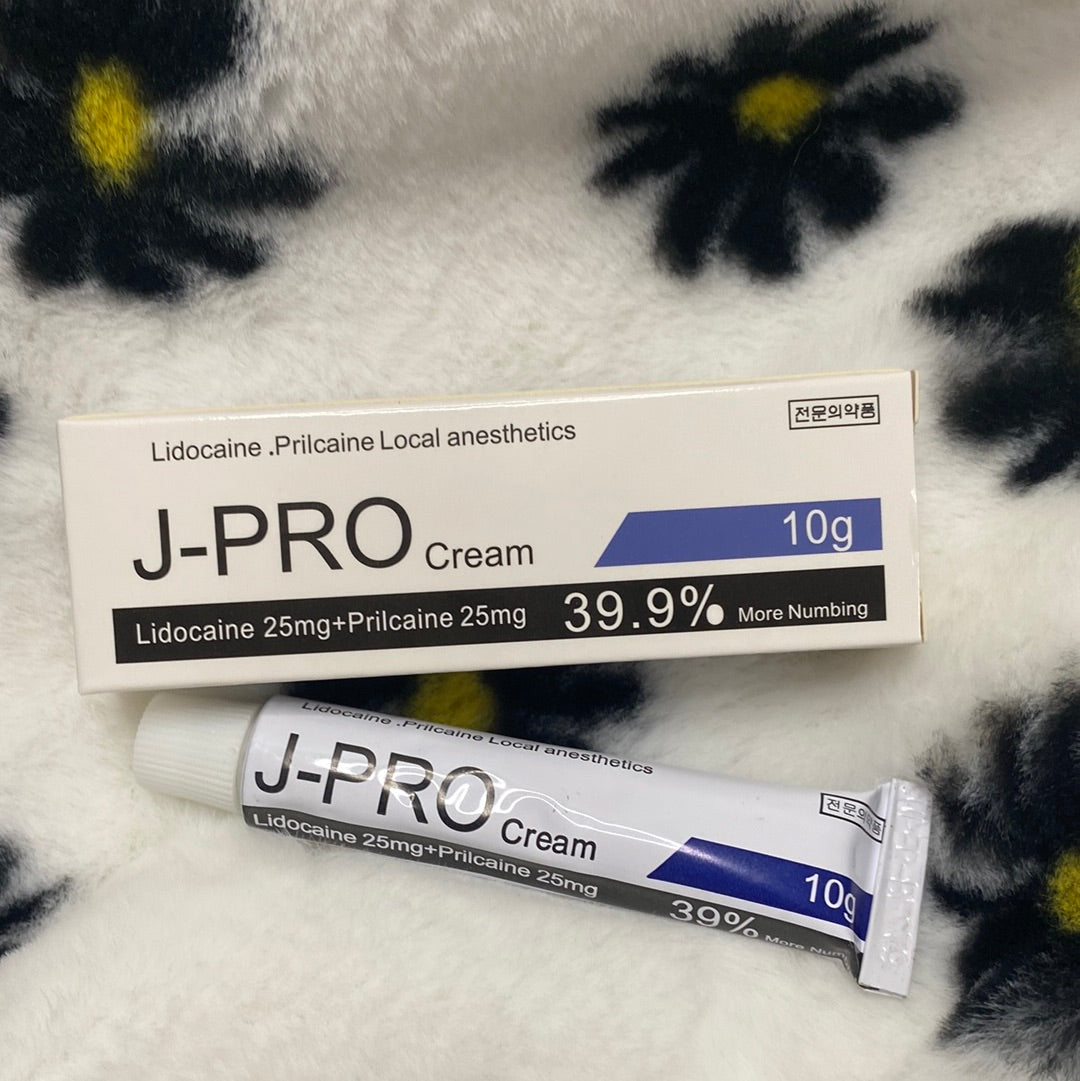 Lidocaine .Prilcaine Local anesthetics
전문의약품
J-PRO Cream
10g
Lidocaine 25mg+Prilcaine 25mg 39.9% More Numbing
Lidocaine .Prilcaine Local anesthetics
전문의약품
J-PRO Cream
10g
Lidocaine 25mg+Prilcaine 25mg 39% More